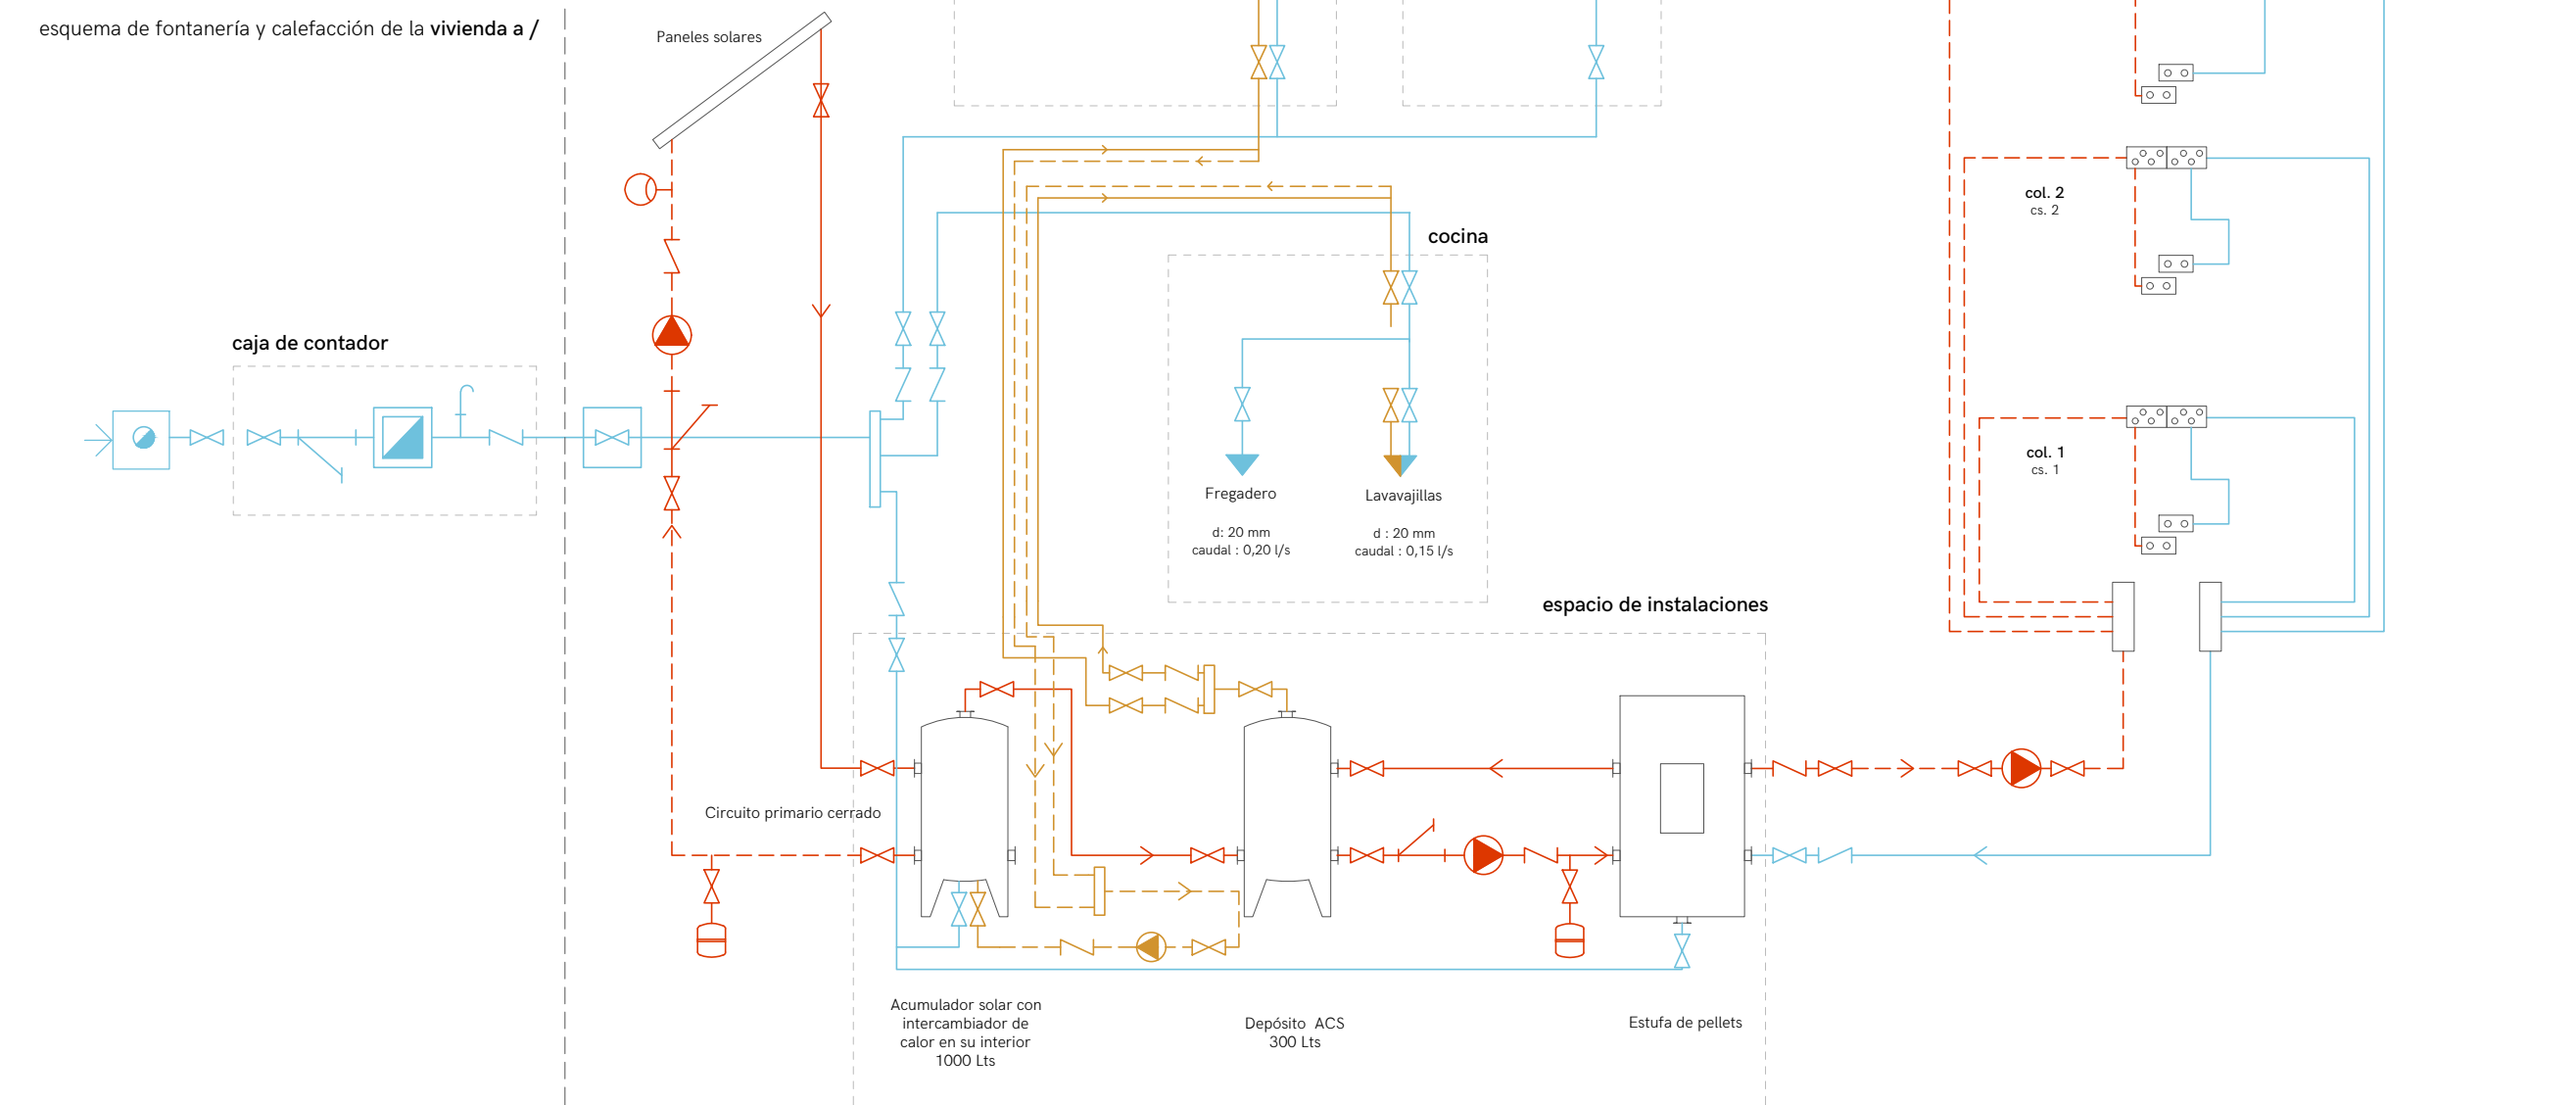 esquema de fontanería y calefacción de la vivienda a /
Paneles solares
col. 2
cs. 2
cocina
caja de contador
col. 1
cs. 1
Fregadero
d: 20 mm
caudal : 0,20 l/s
Lavavajillas
d : 20 mm
caudal : 0,15 l/s
espacio de instalaciones
Circuito primario cerrado
Acumulador solar con
intercambiador de
calor en su interior
1000 Lts
Depósito ACS
300 Lts
Estufa de pellets